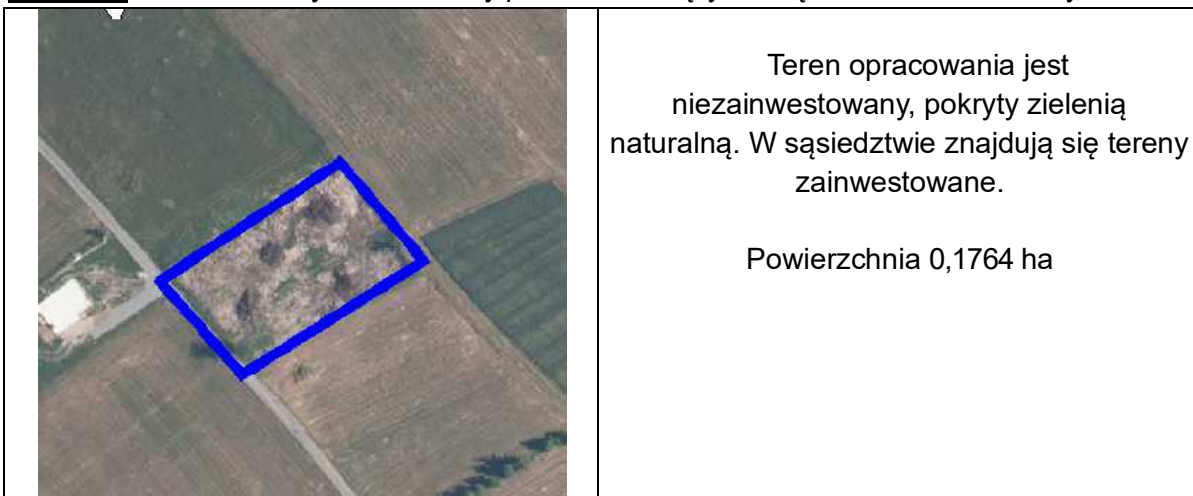 Teren opracowania jest
niezainwestowany, pokryty zielenią
naturalną. W sąsiedztwie znajdują się tereny
zainwestowane.
Powierzchnia 0,1764 ha